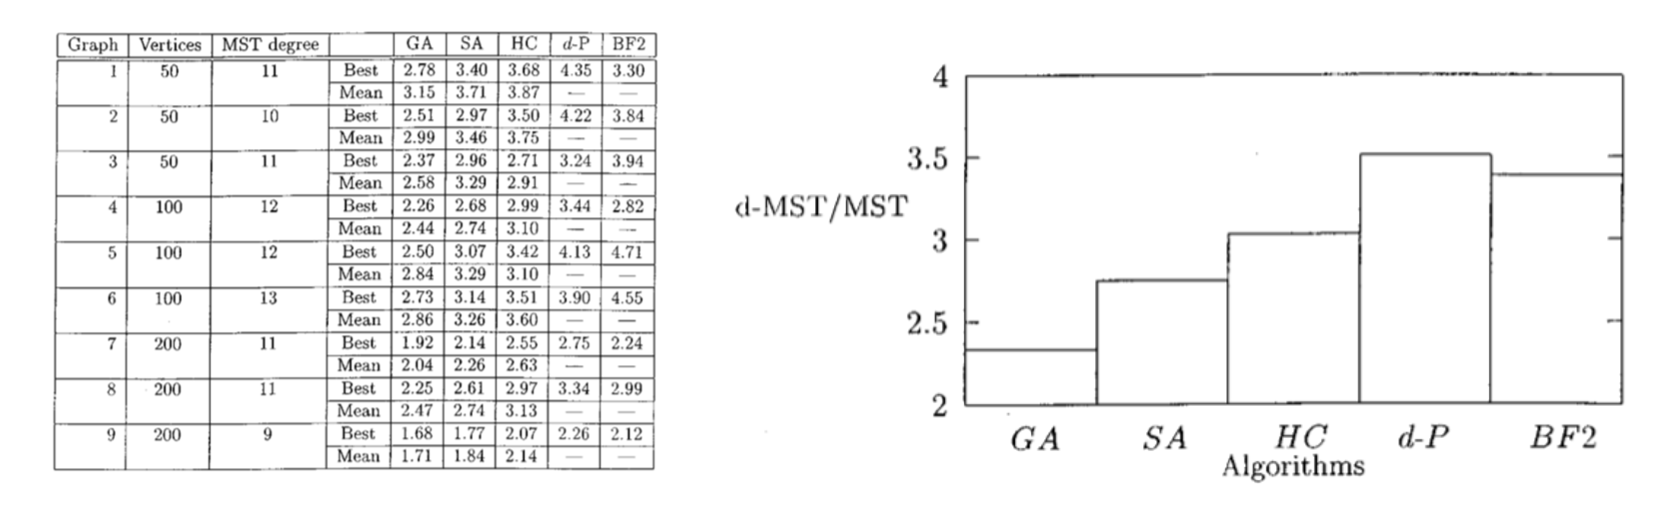 Graph Vertices MST degree GA SA HC d-P BF2
1 50 11 Best 2.78 3.40 3.68 4.35 3.30
Mean 3.15 3.71 3.87 — —
2 50 10 Best 2.51 2.97 3.50 4.22 3.84
Mean 2.99 3.46 3.75 — —
3 50 11 Best 2.37 2.96 2.71 3.24 3.94
Mean 2.58 3.29 2.91 — —
4 100 12 Best 2.26 2.68 2.99 3.44 2.82
Mean 2.44 2.74 3.10 — —
5 100 12 Best 2.50 3.07 3.42 4.13 4.71
Mean 2.84 3.29 3.10 — —
6 100 13 Best 2.73 3.14 3.51 3.90 4.55
Mean 2.86 3.26 3.60 — —
7 200 11 Best 1.92 2.14 2.55 2.75 2.24
Mean 2.04 2.26 2.63 — —
8 200 11 Best 2.25 2.61 2.97 3.34 2.99
Mean 2.47 2.74 3.13 — —
9 200 9 Best 1.68 1.77 2.07 2.26 2.12
Mean 1.71 1.84 2.14 — —
4
3.5
d-MST/MST
3
2.5
2
GA SA HC d-P BF2
Algorithms